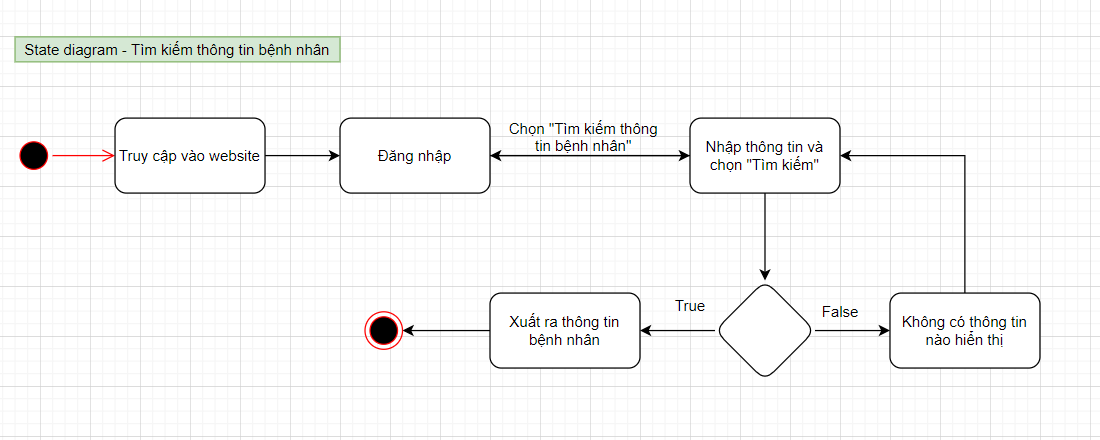 State diagram - Tìm kiếm thông tin bệnh nhân
Truy cập vào website
Đăng nhập
Chọn "Tìm kiếm thông
tin bệnh nhân"
Nhập thông tin và
chọn "Tìm kiếm"
Xuất ra thông tin
bệnh nhân
True
False
Không có thông tin
nào hiển thị